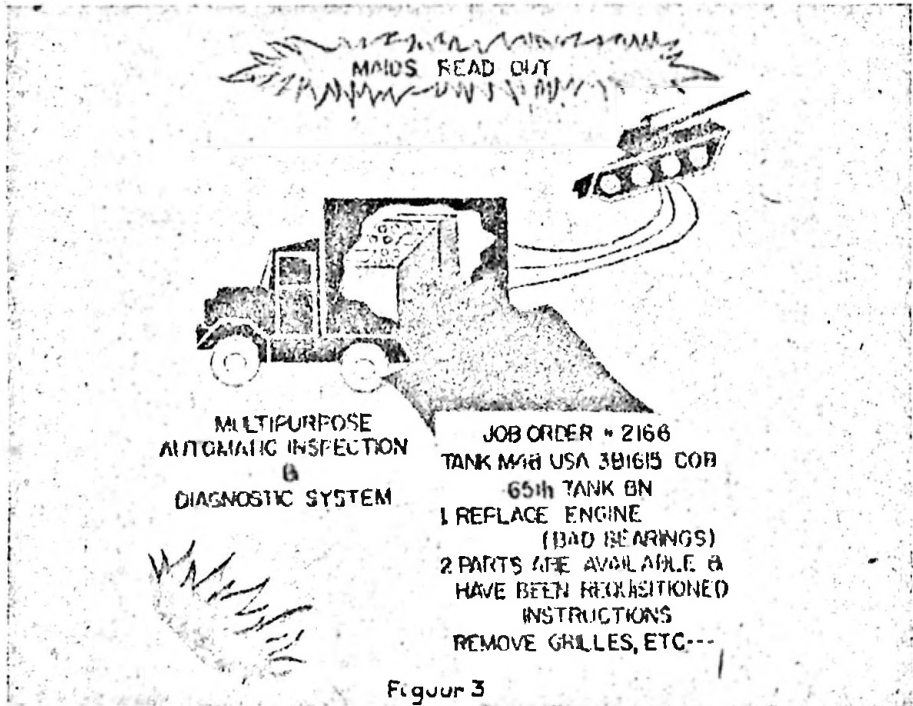 MAIDS READ OUT
MULTIPURPOSE
AUTOMATIC INSPECTION
&
DIAGNOSTIC SYSTEM
JOB ORDER # 2166
TANK M48 USA 3B1615 COB
65th TANK BN
1 REPLACE ENGINE
(BAD BEARINGS)
2 PARTS ARE AVAILABLE &
HAVE BEEN REQUISITIONED
INSTRUCTIONS
REMOVE GRILLES, ETC---
Figuur 3